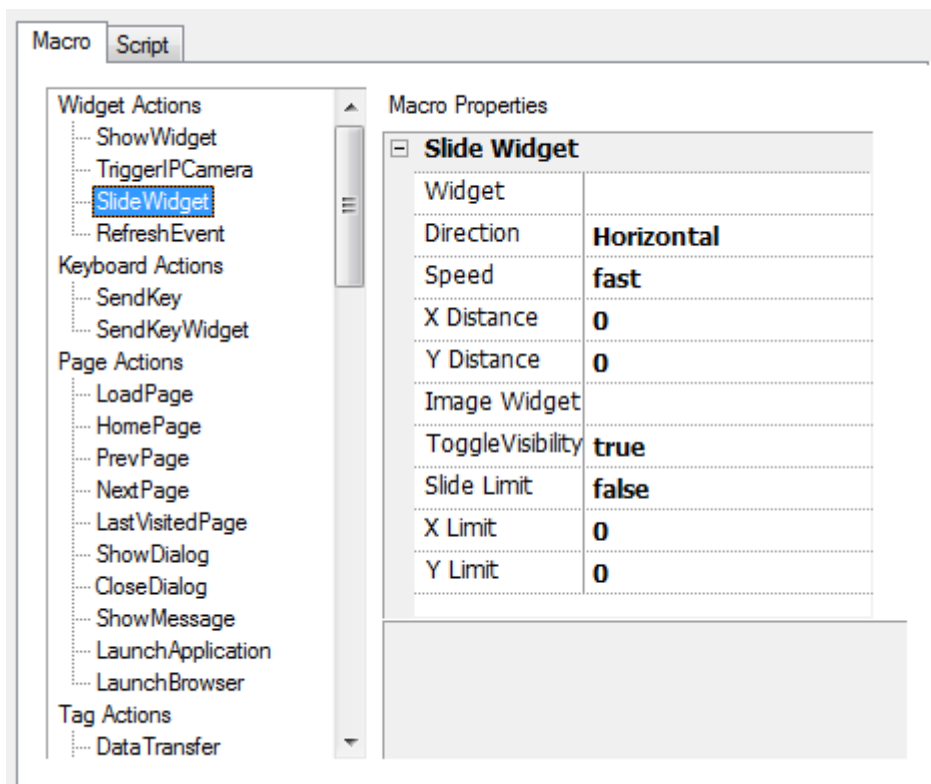 Macro Script
Widget Actions
ShowWidget
TriggerIPCamera
SlideWidget
RefreshEvent
Keyboard Actions
SendKey
SendKeyWidget
Page Actions
LoadPage
HomePage
PrevPage
NextPage
LastVisitedPage
ShowDialog
CloseDialog
ShowMessage
LaunchApplication
LaunchBrowser
Tag Actions
DataTransfer
Macro Properties
Slide Widget
Widget
Direction Horizontal
Speed fast
X Distance 0
Y Distance 0
Image Widget
ToggleVisibility true
Slide Limit false
X Limit 0
Y Limit 0